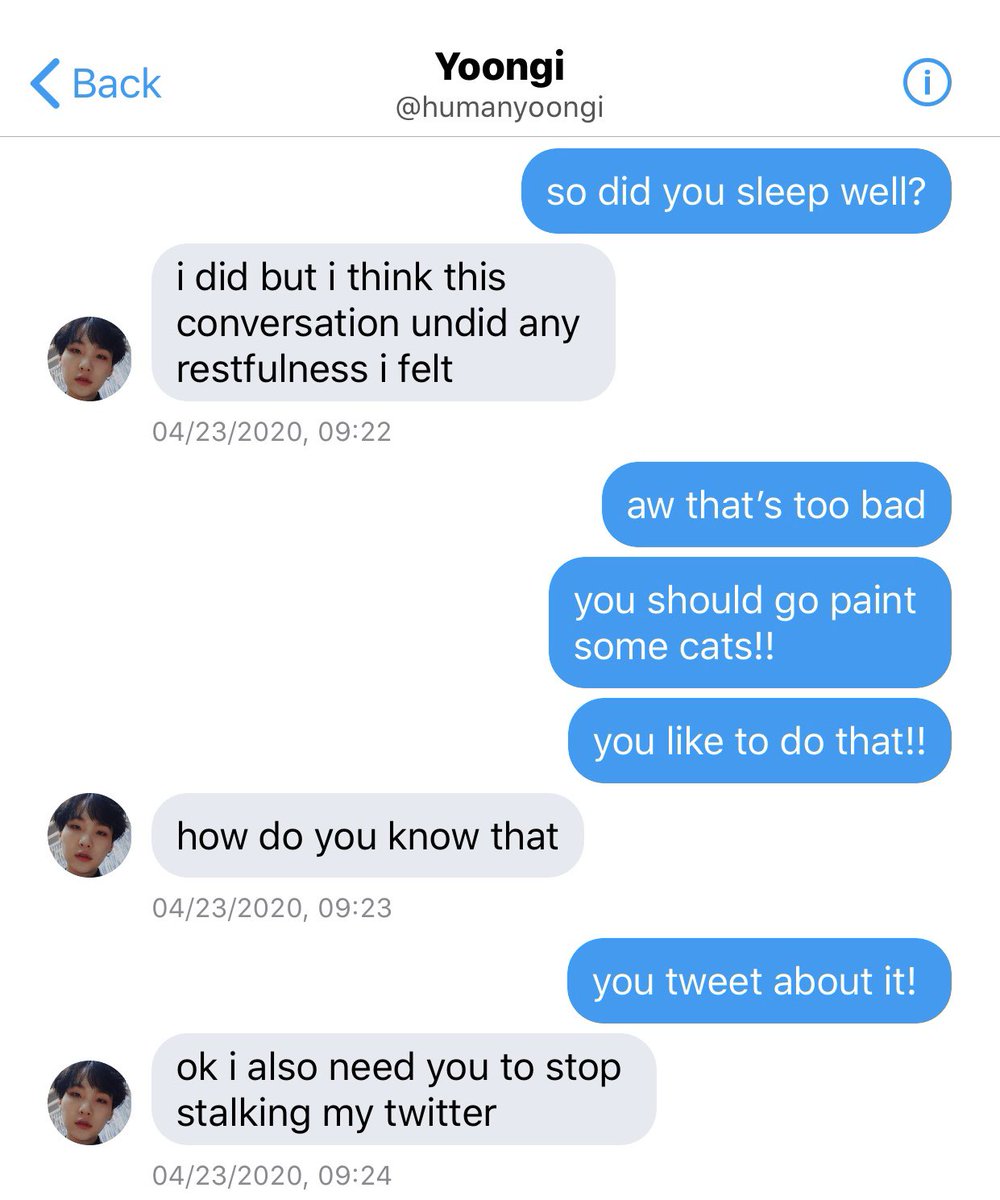 Back
Yoongi
@humanyoongi
so did you sleep well?
i did but i think this
conversation undid any
restfulness i felt
04/23/2020, 09:22
aw that’s too bad
you should go paint
some cats!!
you like to do that!!
how do you know that
04/23/2020, 09:23
you tweet about it!
ok i also need you to stop
stalking my twitter
04/23/2020, 09:24